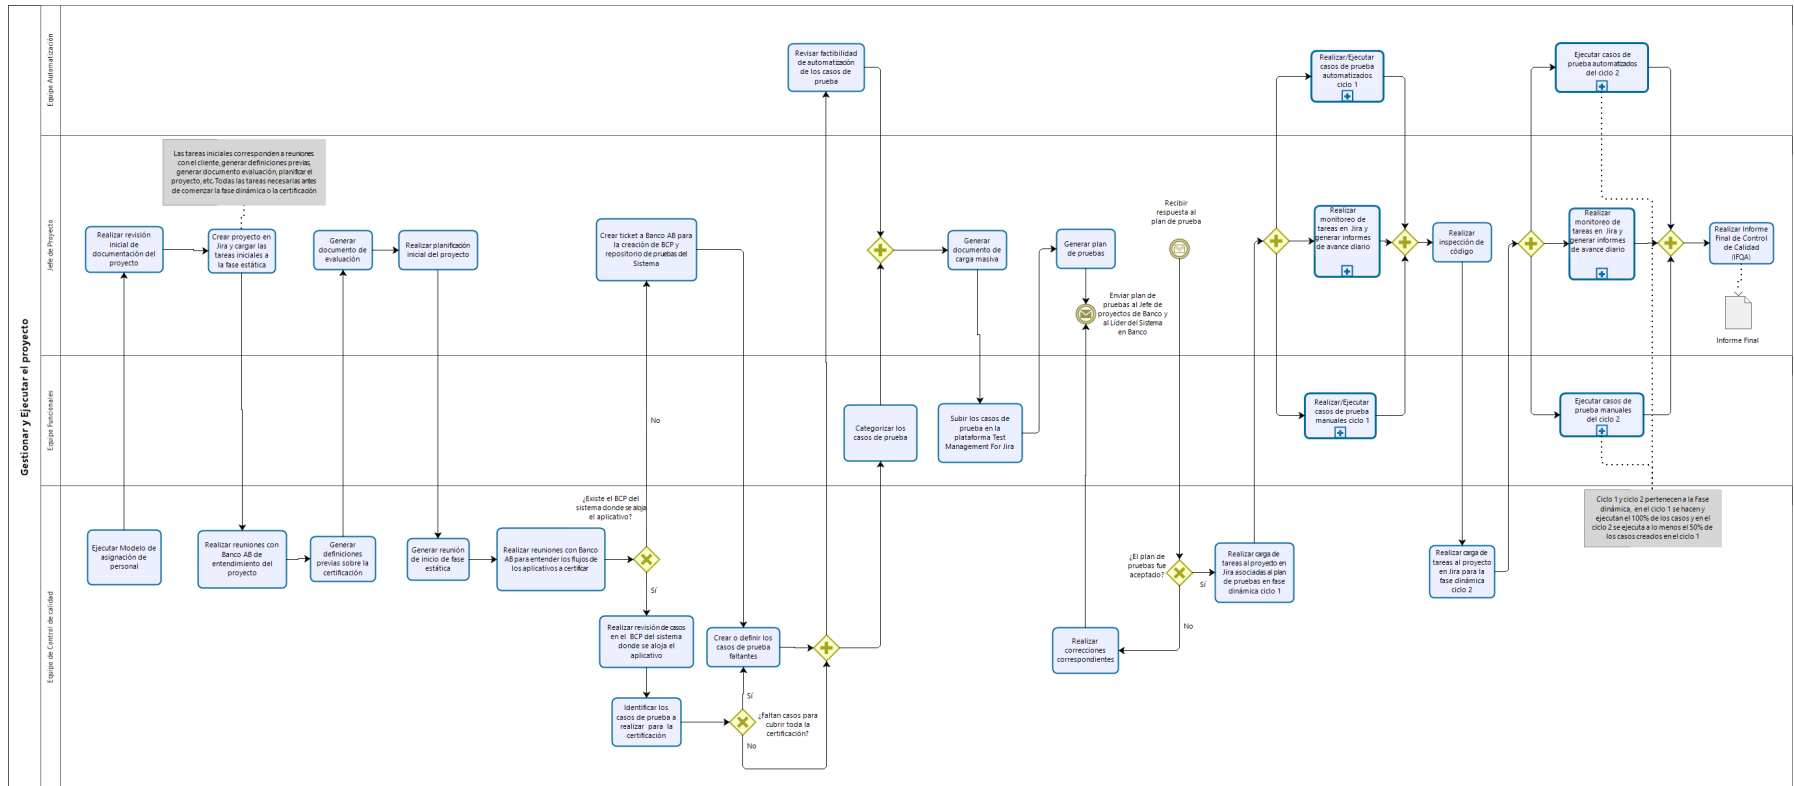 Gestionar y Ejecutar el proyecto
Equipo Automatización
Revisar factibilidad
de automatización
de los casos de
prueba
Realizar/Ejecutar
casos de prueba
automatizados
ciclo 1
Ejecutar casos de
prueba automatizados
del ciclo 2
Jefe de Proyecto
Las tareas iniciales corresponden a reuniones
con el cliente, generar definiciones previas,
generar documento evaluación, planificar el
proyecto, etc. Todas las tareas necesarias antes
de comenzar la fase dinámica o la certificación
Realizar revisión
inicial de
documentación del
proyecto
Crear proyecto en
Jira y cargar las
tareas iniciales a
la fase estática
Generar
documento de
evaluación
Realizar planificación
inicial del proyecto
Crear ticket a Banco AB para
la creación de BCP y
repositorio de pruebas del
Sistema
Generar
documento de
carga masiva
Generar plan
de pruebas
Enviar plan de
pruebas al Jefe de
proyectos de Banco y
al Líder del Sistema
en Banco
Recibir
respuesta al
plan de prueba
Realizar
monitoreo de
tareas en Jira y
generar informes
de avance diario
Realizar
inspección de
código
Realizar
monitoreo de
tareas en Jira y
generar informes
de avance diario
Realizar Informe
Final de Control
de Calidad
(IFQA)
Informe Final
Equipo Funcionales
No
Categorizar los
casos de prueba
Subir los casos de
prueba en la
plataforma Test
Management For Jira
Realizar/Ejecutar
casos de prueba
manuales ciclo 1
Ejecutar casos de
prueba manuales
del ciclo 2
Equipo de Control de calidad
Ejecutar Modelo de
asignación de
personal
Realizar reuniones con
Banco AB de
entendimiento del
proyecto
Generar
definiciones
previas sobre la
certificación
Generar reunión
de inicio de fase
estática
Realizar reuniones con Banco
AB para entender los flujos de
los aplicativos a certificar
¿Existe el BCP del
sistema donde se aloja
el aplicativo?
Sí
Realizar revisión de casos
en el BCP del sistema
donde se aloja el
aplicativo
Identificar los
casos de prueba a
realizar para la
certificación
Crear o definir los
casos de prueba
faltantes
Sí
¿Faltan casos para
cubrir toda la
certificación?
No
Realizar
correcciones
correspondientes
¿El plan de
pruebas fue
aceptado?
Sí
No
Realizar carga de
tareas al proyecto en
Jira asociadas al plan
de pruebas en fase
dinámica ciclo 1
Realizar carga de
tareas al proyecto
en Jira para la
fase dinámica
ciclo 2
Ciclo 1 y ciclo 2 pertenecen a la Fase
dinámica, en el ciclo 1 se hacen y
ejecutan el 100% de los casos y en el
ciclo 2 se ejecuta a lo menos el 50% de
los casos creados en el ciclo 1